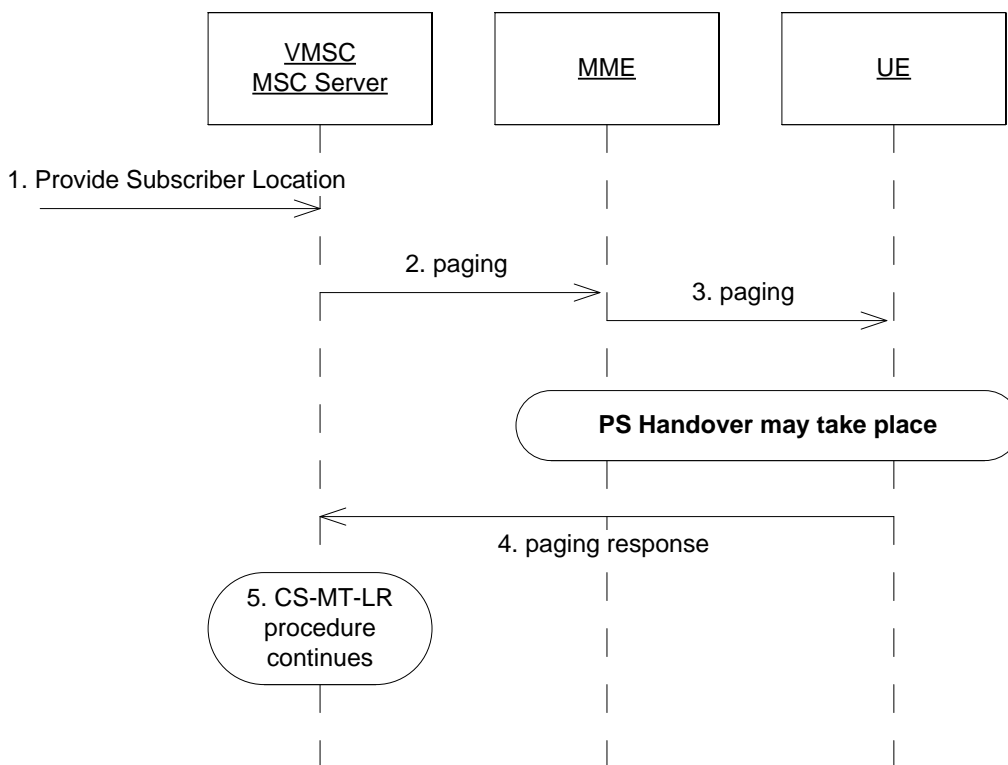 VMSC
MSC Server
MME
UE
1. Provide Subscriber Location
2. paging
3. paging
PS Handover may take place
4. paging response
5. CS-MT-LR
procedure
continues